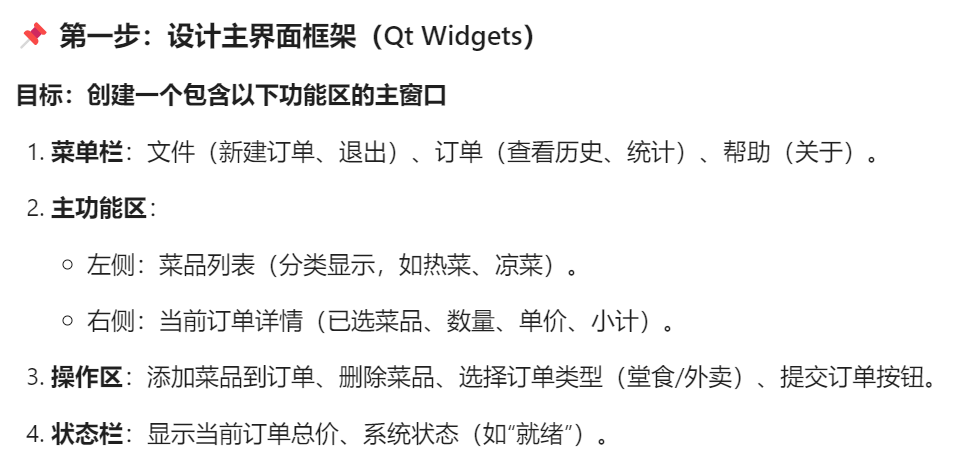 📌 第一步：设计主界面框架（Qt Widgets）
目标：创建一个包含以下功能区的主窗口
1. 菜单栏：文件（新建订单、退出）、订单（查看历史、统计）、帮助（关于）。
2. 主功能区：
○ 左侧：菜品列表（分类显示，如热菜、凉菜）。
○ 右侧：当前订单详情（已选菜品、数量、单价、小计）。
3. 操作区：添加菜品到订单、删除菜品、选择订单类型（堂食/外卖）、提交订单按钮。
4. 状态栏：显示当前订单总价、系统状态（如“就绪”）。